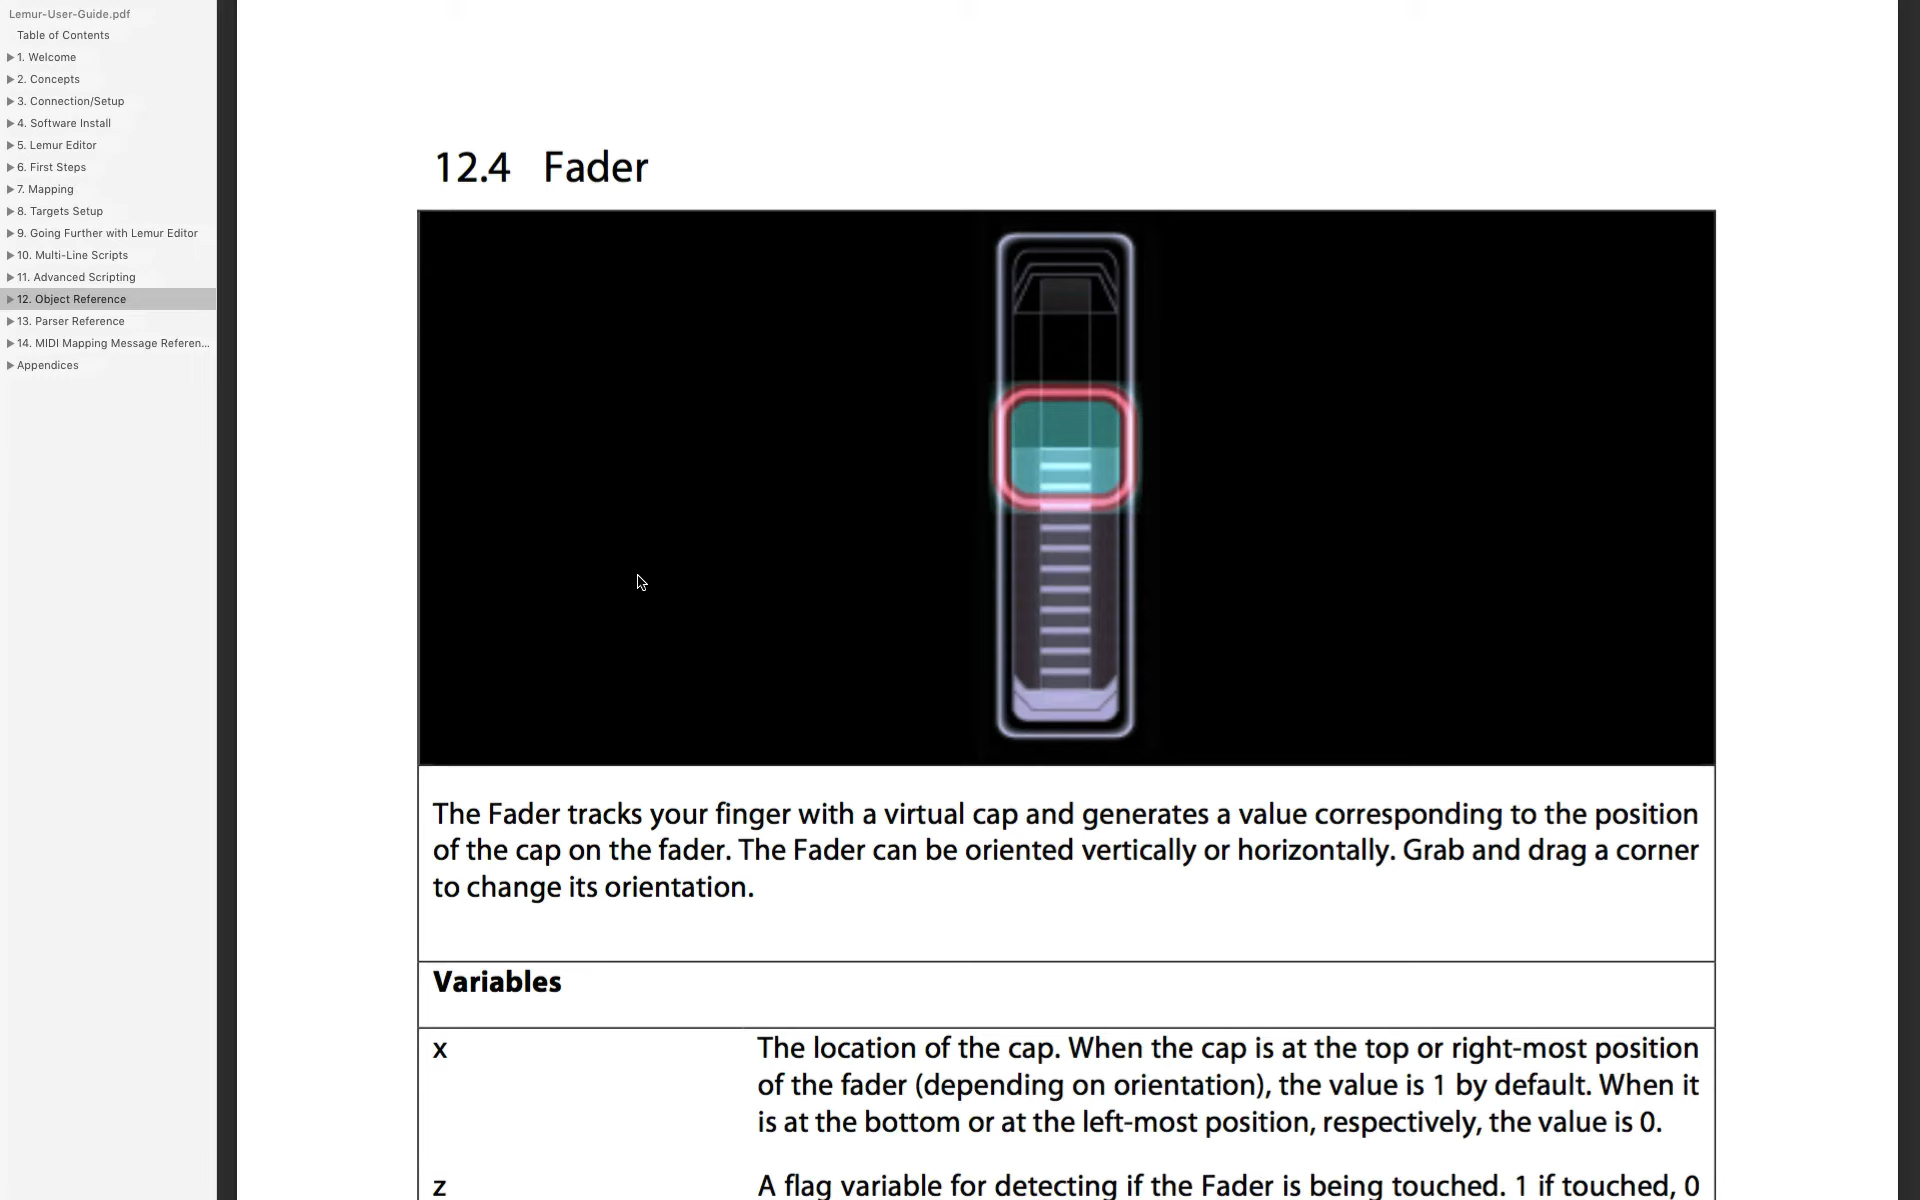 Lemur-User-Guide.pdf
Table of Contents
1. Welcome
2. Concepts
3. Connection/Setup
4. Software Install
5. Lemur Editor
6. First Steps
7. Mapping
8. Targets Setup
9. Going Further with Lemur Editor
10. Multi-Line Scripts
11. Advanced Scripting
12. Object Reference
13. Parser Reference
14. MIDI Mapping Message Referen...
Appendices
12.4 Fader
The Fader tracks your finger with a virtual cap and generates a value corresponding to the position
of the cap on the fader. The Fader can be oriented vertically or horizontally. Grab and drag a corner
to change its orientation.
Variables
x
The location of the cap. When the cap is at the top or right-most position
of the fader (depending on orientation), the value is 1 by default. When it
is at the bottom or at the left-most position, respectively, the value is 0.
z
A flag variable for detecting if the Fader is being touched. 1 if touched, 0